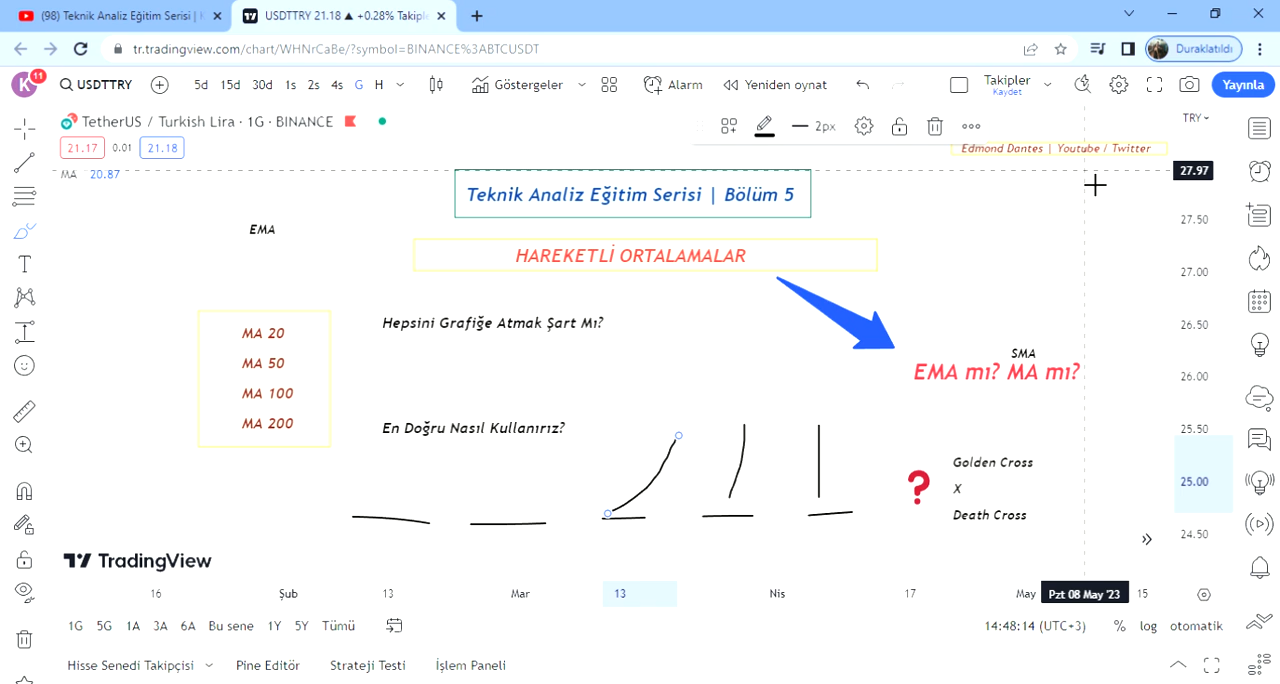 (98) Teknik Analiz Eğitim Serisi | K
USDTTRY 21.18 ▲ +0.28% Takiple
tr.tradingview.com/chart/WHNrCaBe/?symbol=BINANCE%3ABTCUSDT
Duraklatıldı
K 11
USDTTRY
5d 15d 30d 1s 2s 4s G H
Göstergeler
Alarm
Yeniden oynat
Takipler
Kaydet
Yayınla
TetherUS / Turkish Lira · 1G · BINANCE
2px
TRY
21.17 0.01 21.18
Edmond Dantes | Youtube / Twitter
MA 20.87
27.97
Teknik Analiz Eğitim Serisi | Bölüm 5
27.50
EMA
HAREKETLİ ORTALAMALAR
27.00
MA 20
MA 50
MA 100
MA 200
Hepsini Grafiğe Atmak Şart Mı?
26.50
SMA
EMA mı? MA mı?
26.00
En Doğru Nasıl Kullanırız?
25.50
?
Golden Cross
X
Death Cross
25.00
24.50
TradingView
16 Şub 13 Mar 13 Nis 17 May Pzt 08 May '23 15
1G 5G 1A 3A 6A Bu sene 1Y 5Y Tümü
14:48:14 (UTC+3) % log otomatik
Hisse Senedi Takipçisi Pine Editör Strateji Testi İşlem Paneli